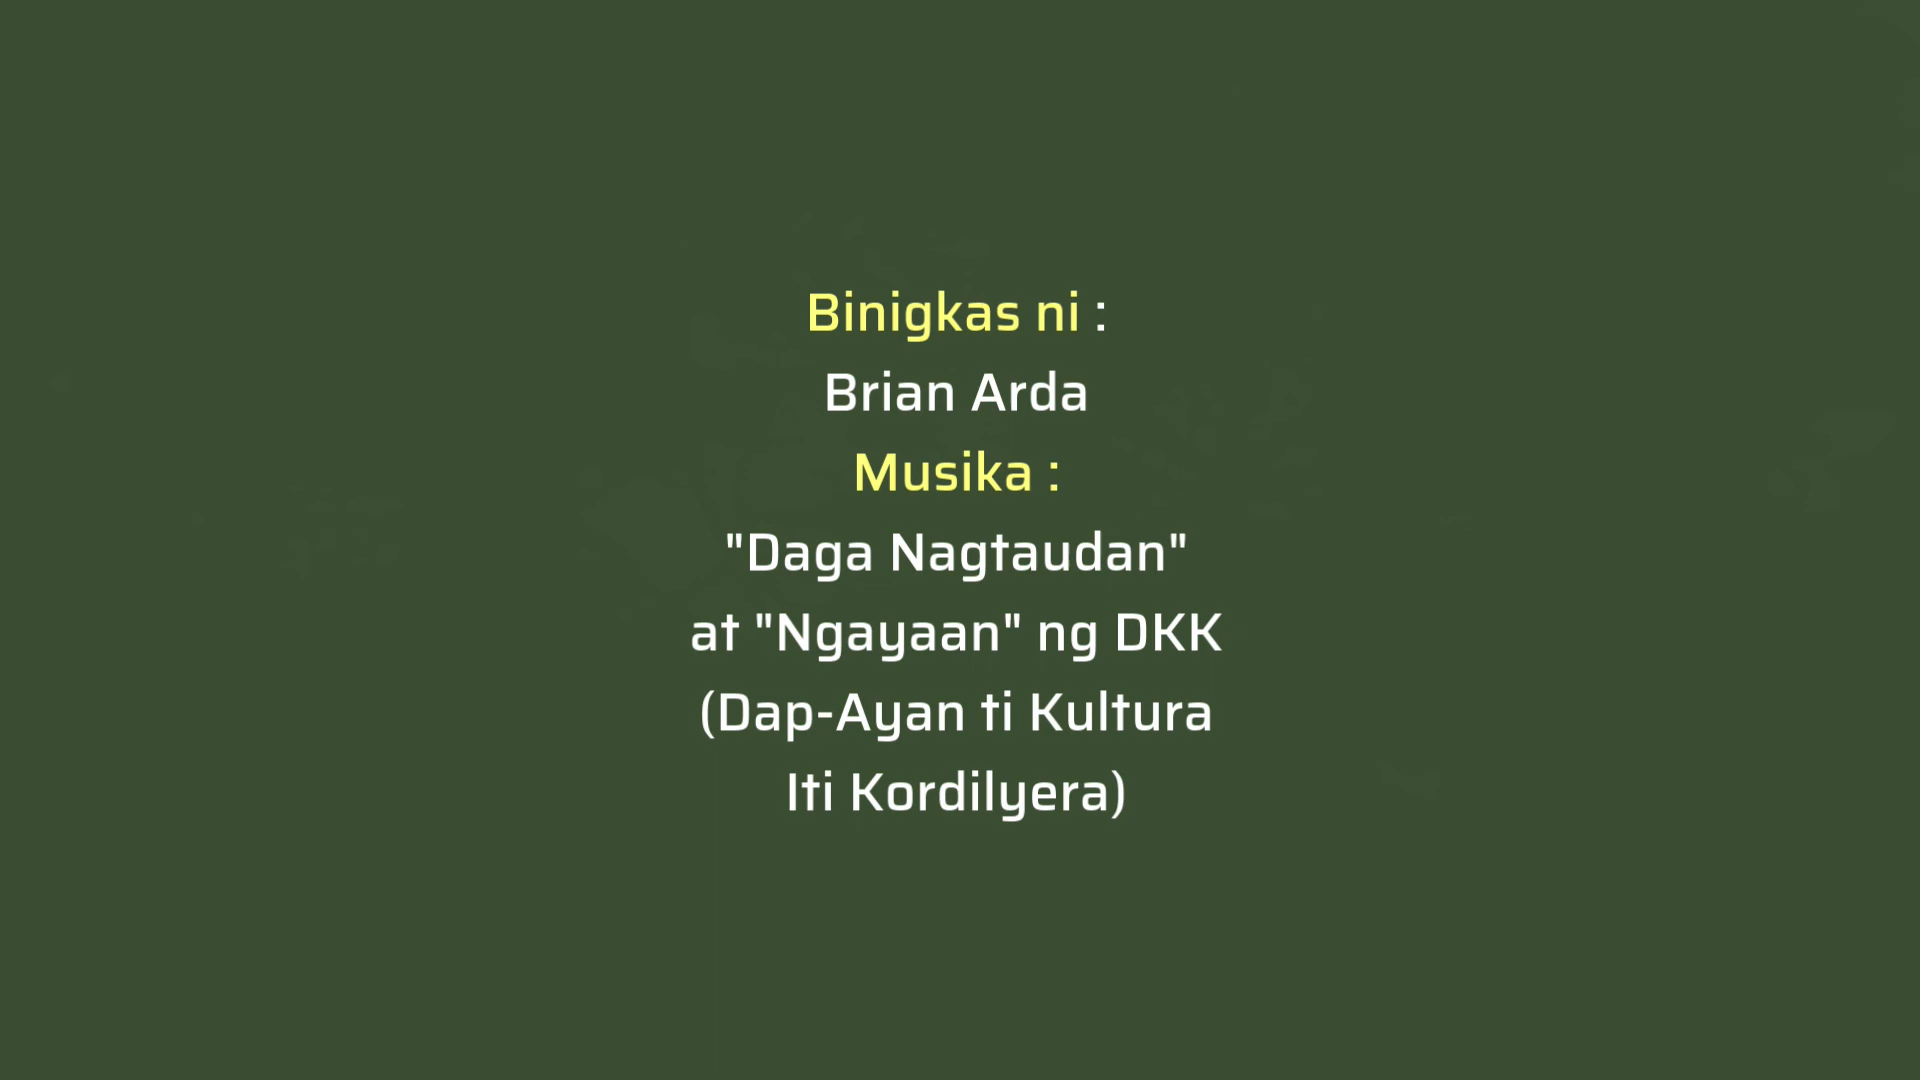 Binigkas ni :
Brian Arda
Musika :
"Daga Nagtaudan"
at "Ngayaan" ng DKK
(Dap-Ayan ti Kultura
Iti Kordilyera)